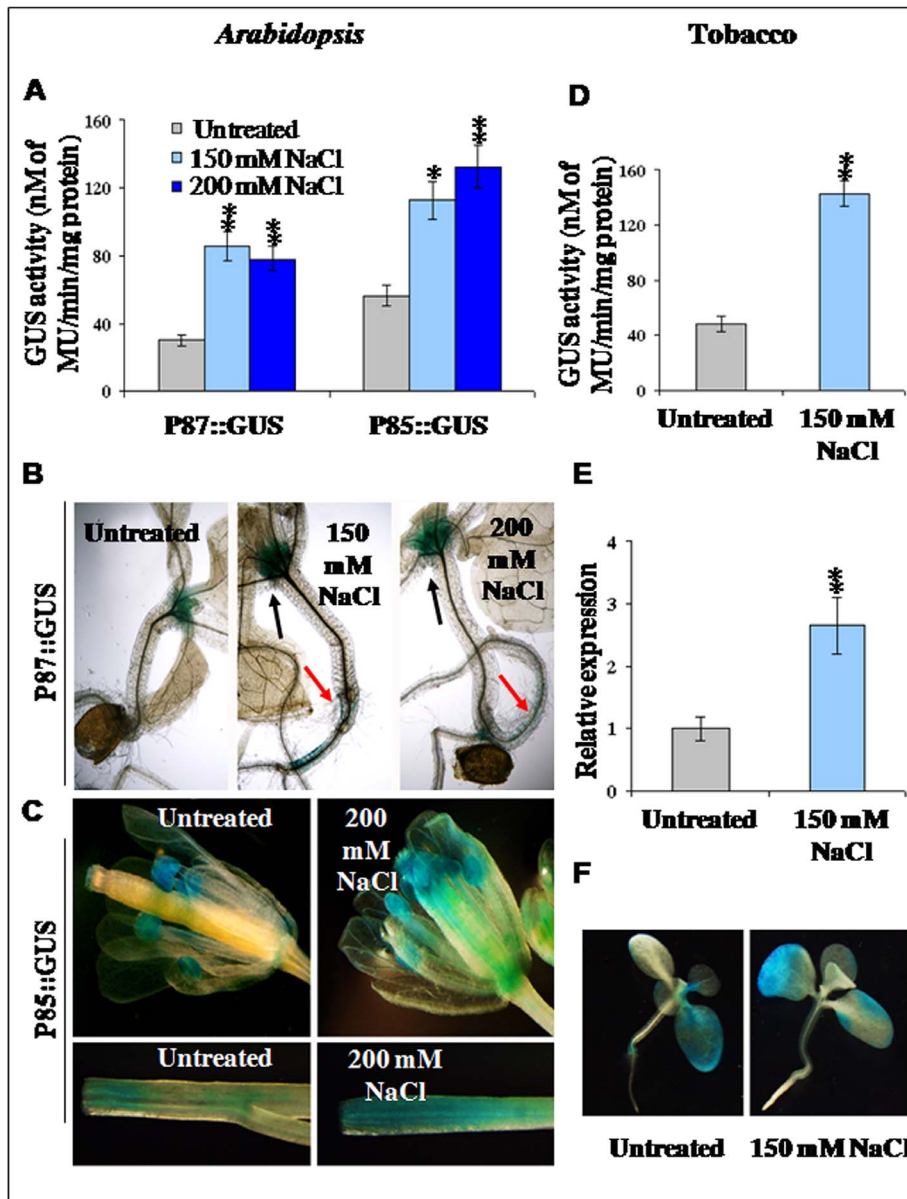 Arabidopsis
Tobacco
A
GUS activity (nM of
MU/min/mg protein)
160
120
80
40
0
Untreated
150 mM NaCl
200 mM NaCl
**
**
*
**
P87::GUS
P85::GUS
D
GUS activity (nM of
MU/min/mg protein)
160
120
80
40
0
**
Untreated
150 mM
NaCl
B
P87::GUS
Untreated
150
mM
NaCl
200
mM
NaCl
E
Relative expression
4
3
2
1
0
**
Untreated
150 mM
NaCl
C
P85::GUS
Untreated
200
mM
NaCl
Untreated
200 mM
NaCl
F
Untreated
150 mM NaCl